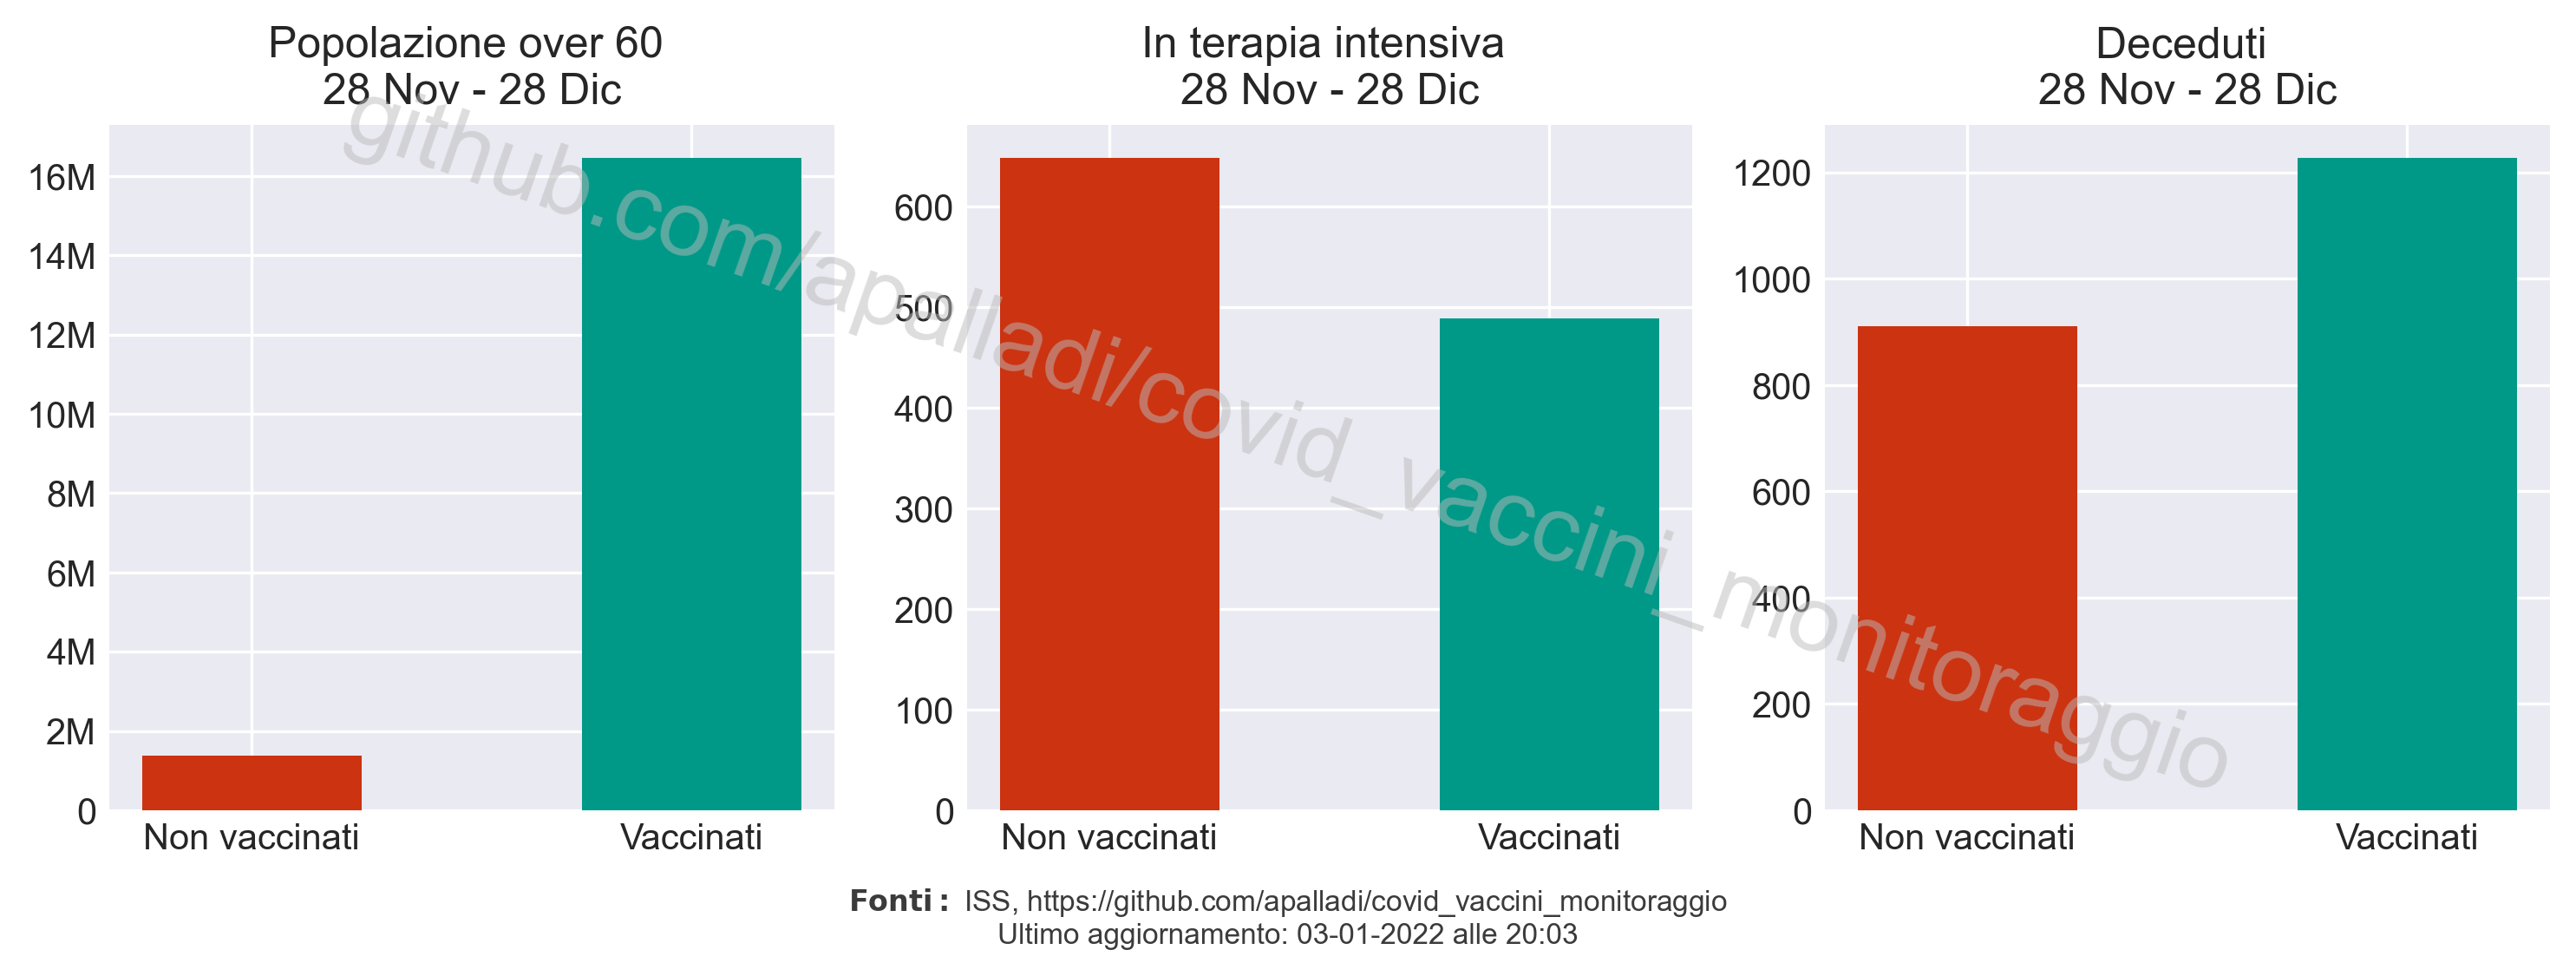 Popolazione over 60
28 Nov - 28 Dic
16M
14M
12M
10M
8M
6M
4M
2M
0
Non vaccinati
Vaccinati
In terapia intensiva
28 Nov - 28 Dic
600
500
400
300
200
100
0
Non vaccinati
Vaccinati
Deceduti
28 Nov - 28 Dic
1200
1000
800
600
400
200
0
Non vaccinati
Vaccinati
github.com/apalladi/covid_vaccini_monitoraggio
Fonti: ISS, https://github.com/apalladi/covid_vaccini_monitoraggio
Ultimo aggiornamento: 03-01-2022 alle 20:03